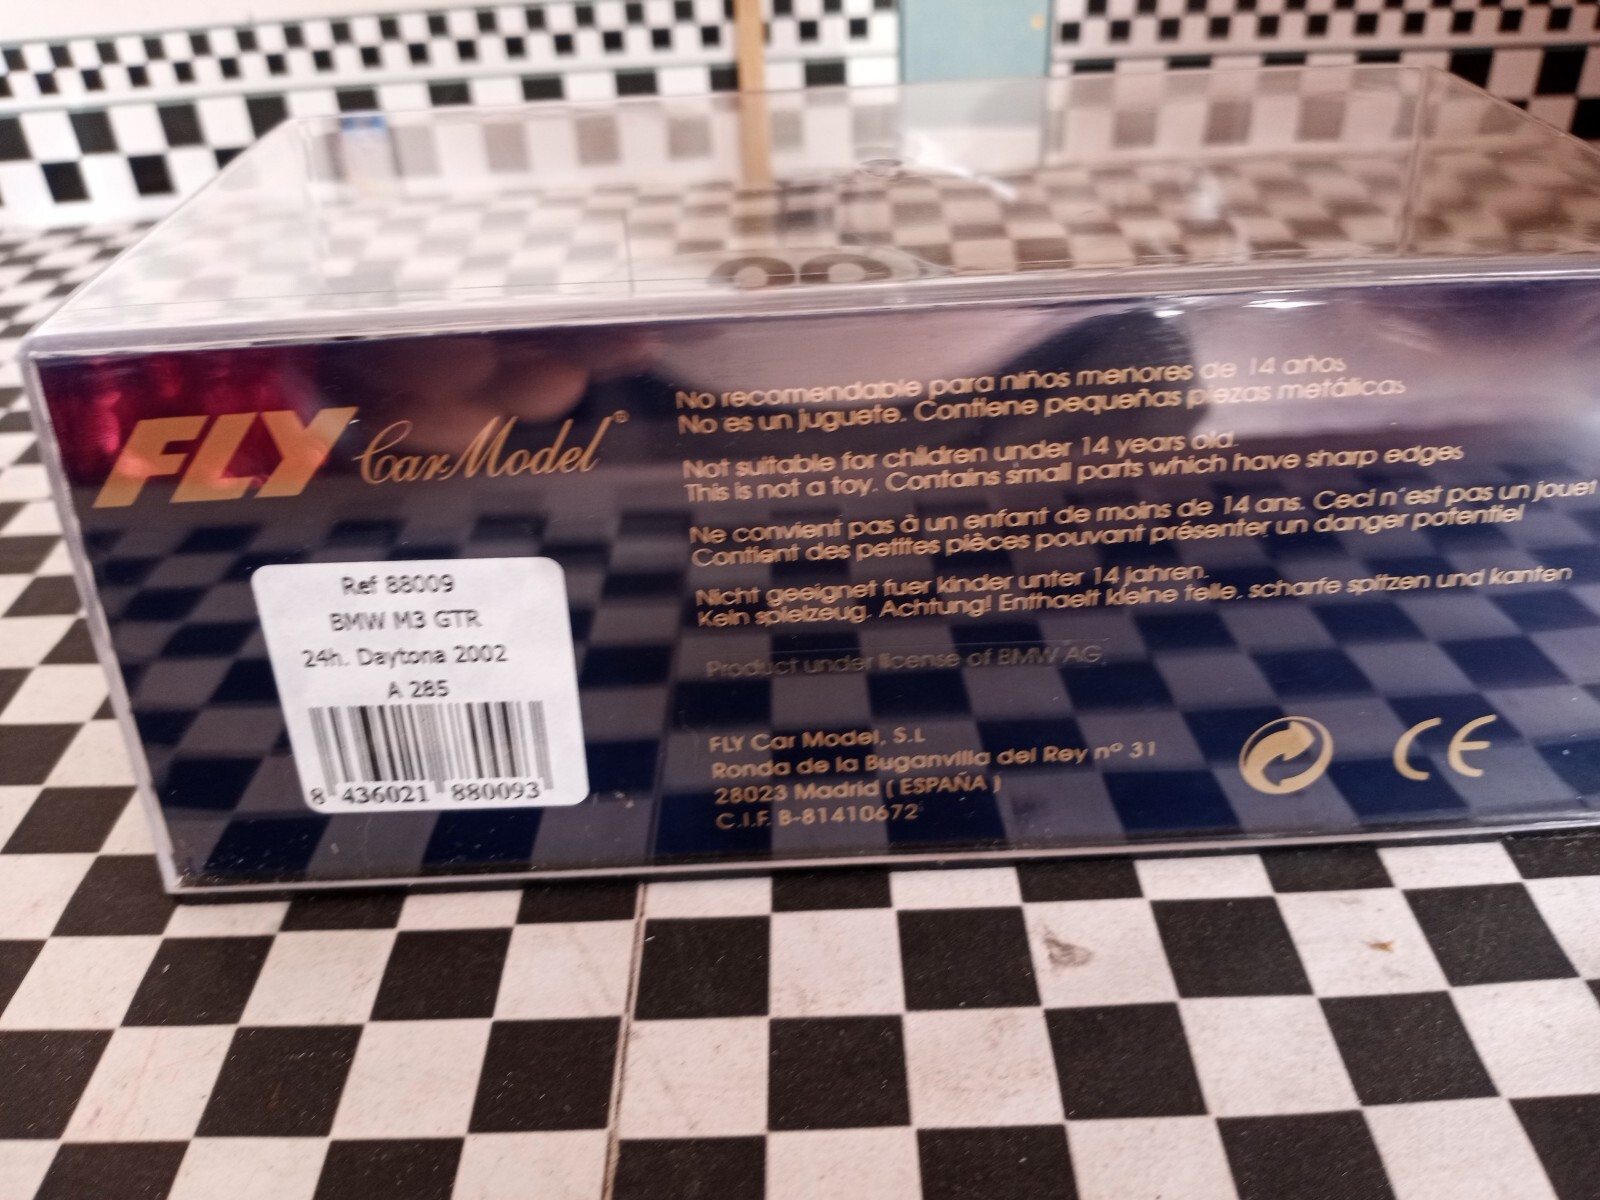 FLY Car Model®
Ref 88009
BMW M3 GTR
24h. Daytona 2002
A 285
8 436021 880093
No recomendable para niños menores de 14 años
No es un juguete. Contiene pequeñas piezas metálicas
Not suitable for children under 14 years old.
This is not a toy. Contains small parts which have sharp edges
Ne convient pas à un enfant de moins de 14 ans. Ceci n´est pas un jouet
Contient des petites pièces pouvant présenter un danger potentiel
Nicht geeignet fuer kinder unter 14 jahren.
Kein spielzeug. Achtung! Enthaelt kleine teile, scharfe spitzen und kanten
Product under license of BMW AG.
FLY Car Model, S.L
Ronda de la Buganvilla del Rey nº 31
28023 Madrid ( ESPAÑA )
C.I.F. B-81410672
CE